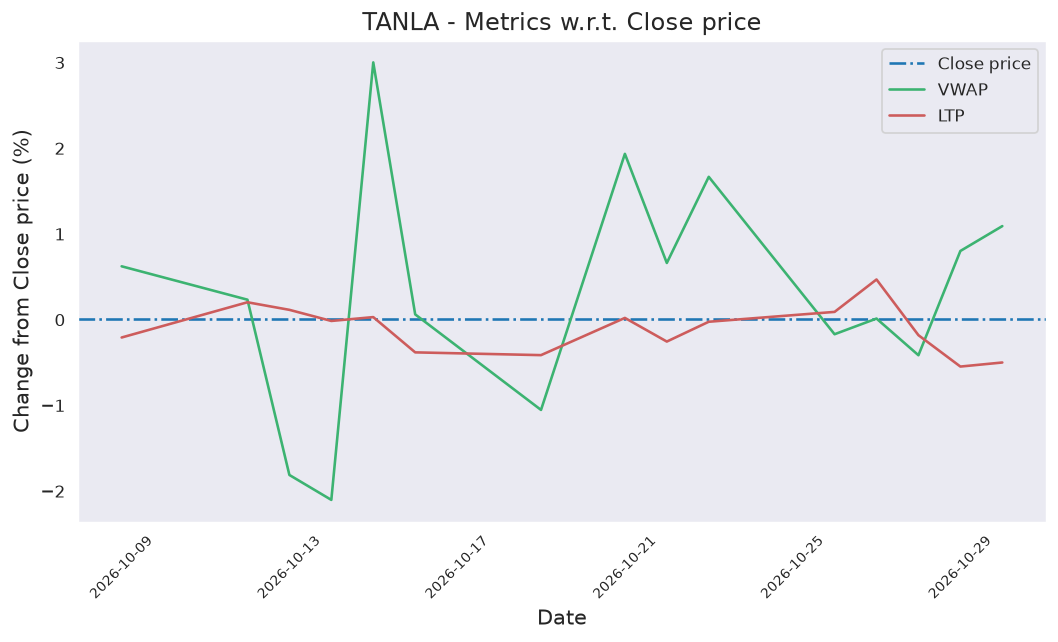 TANLA - Metrics w.r.t. Close price
Close price
VWAP
LTP
Change from Close price (%)
3
2
1
0
−1
−2
2026-10-09
2026-10-13
2026-10-17
2026-10-21
2026-10-25
2026-10-29
Date